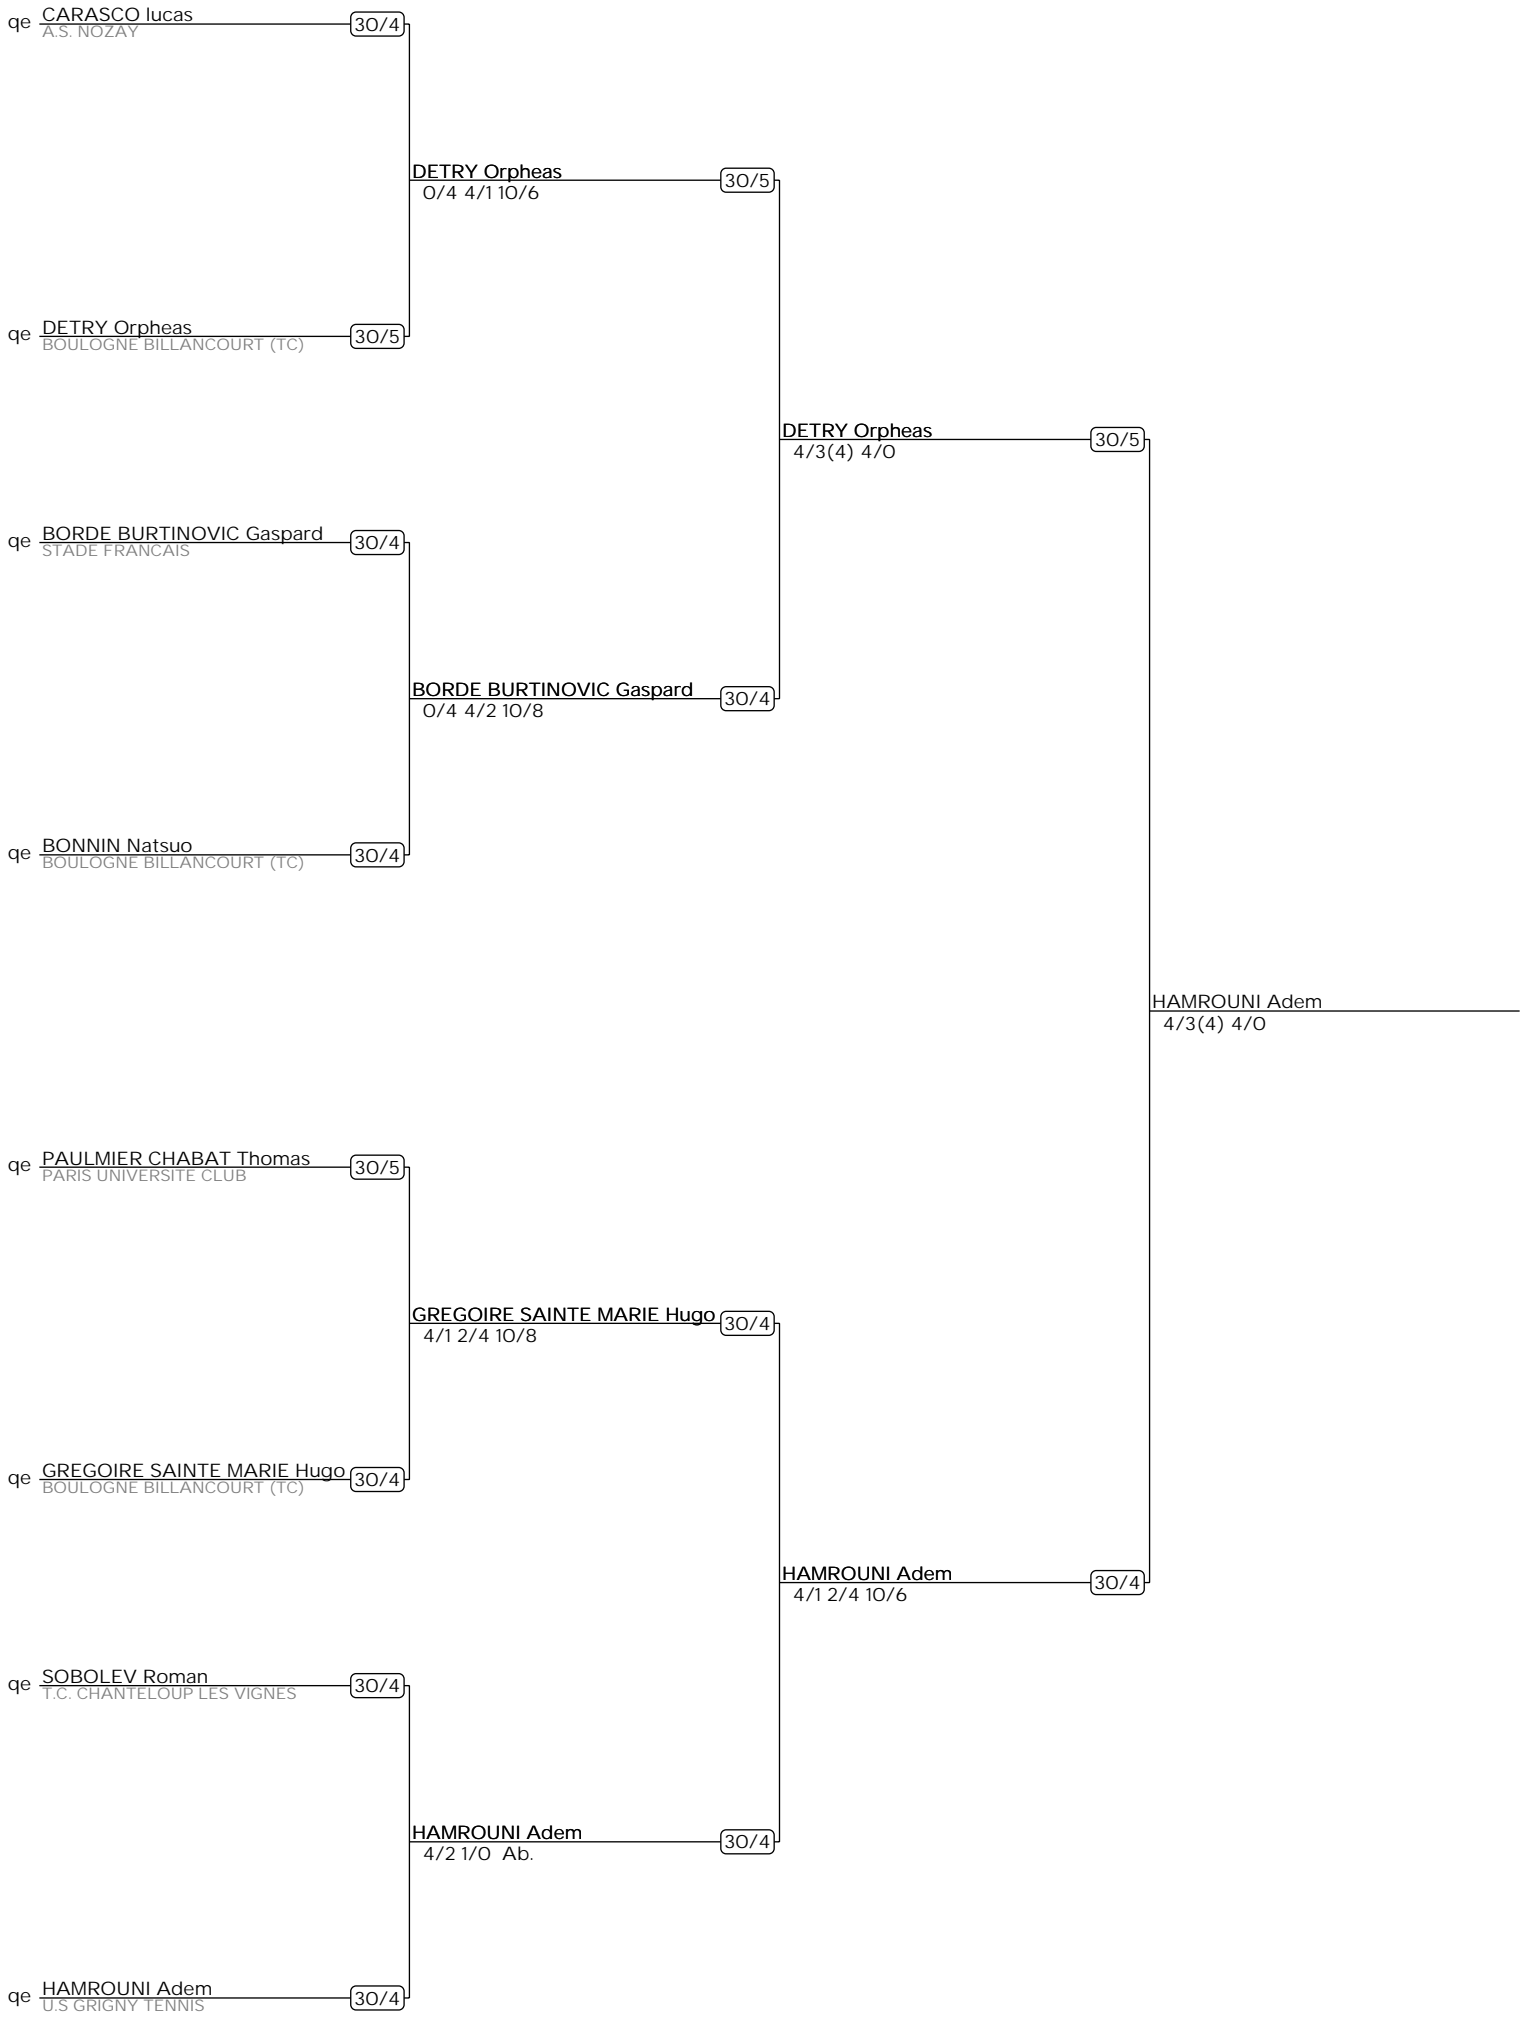 qe CARASCO lucas 30/4
A.S. NOZAY
DETRY Orpheas 30/5
0/4 4/1 10/6
qe DETRY Orpheas 30/5
BOULOGNE BILLANCOURT (TC)
DETRY Orpheas 30/5
4/3(4) 4/0
qe BORDE BURTINOVIC Gaspard 30/4
STADE FRANCAIS
BORDE BURTINOVIC Gaspard 30/4
0/4 4/2 10/8
qe BONNIN Natsuo 30/4
BOULOGNE BILLANCOURT (TC)
HAMROUNI Adem
4/3(4) 4/0
qe PAULMIER CHABAT Thomas 30/5
PARIS UNIVERSITE CLUB
GREGOIRE SAINTE MARIE Hugo 30/4
4/1 2/4 10/8
qe GREGOIRE SAINTE MARIE Hugo 30/4
BOULOGNE BILLANCOURT (TC)
HAMROUNI Adem 30/4
4/1 2/4 10/6
qe SOBOLEV Roman 30/4
T.C. CHANTELOUP LES VIGNES
HAMROUNI Adem 30/4
4/2 1/0 Ab.
qe HAMROUNI Adem 30/4
U.S GRIGNY TENNIS